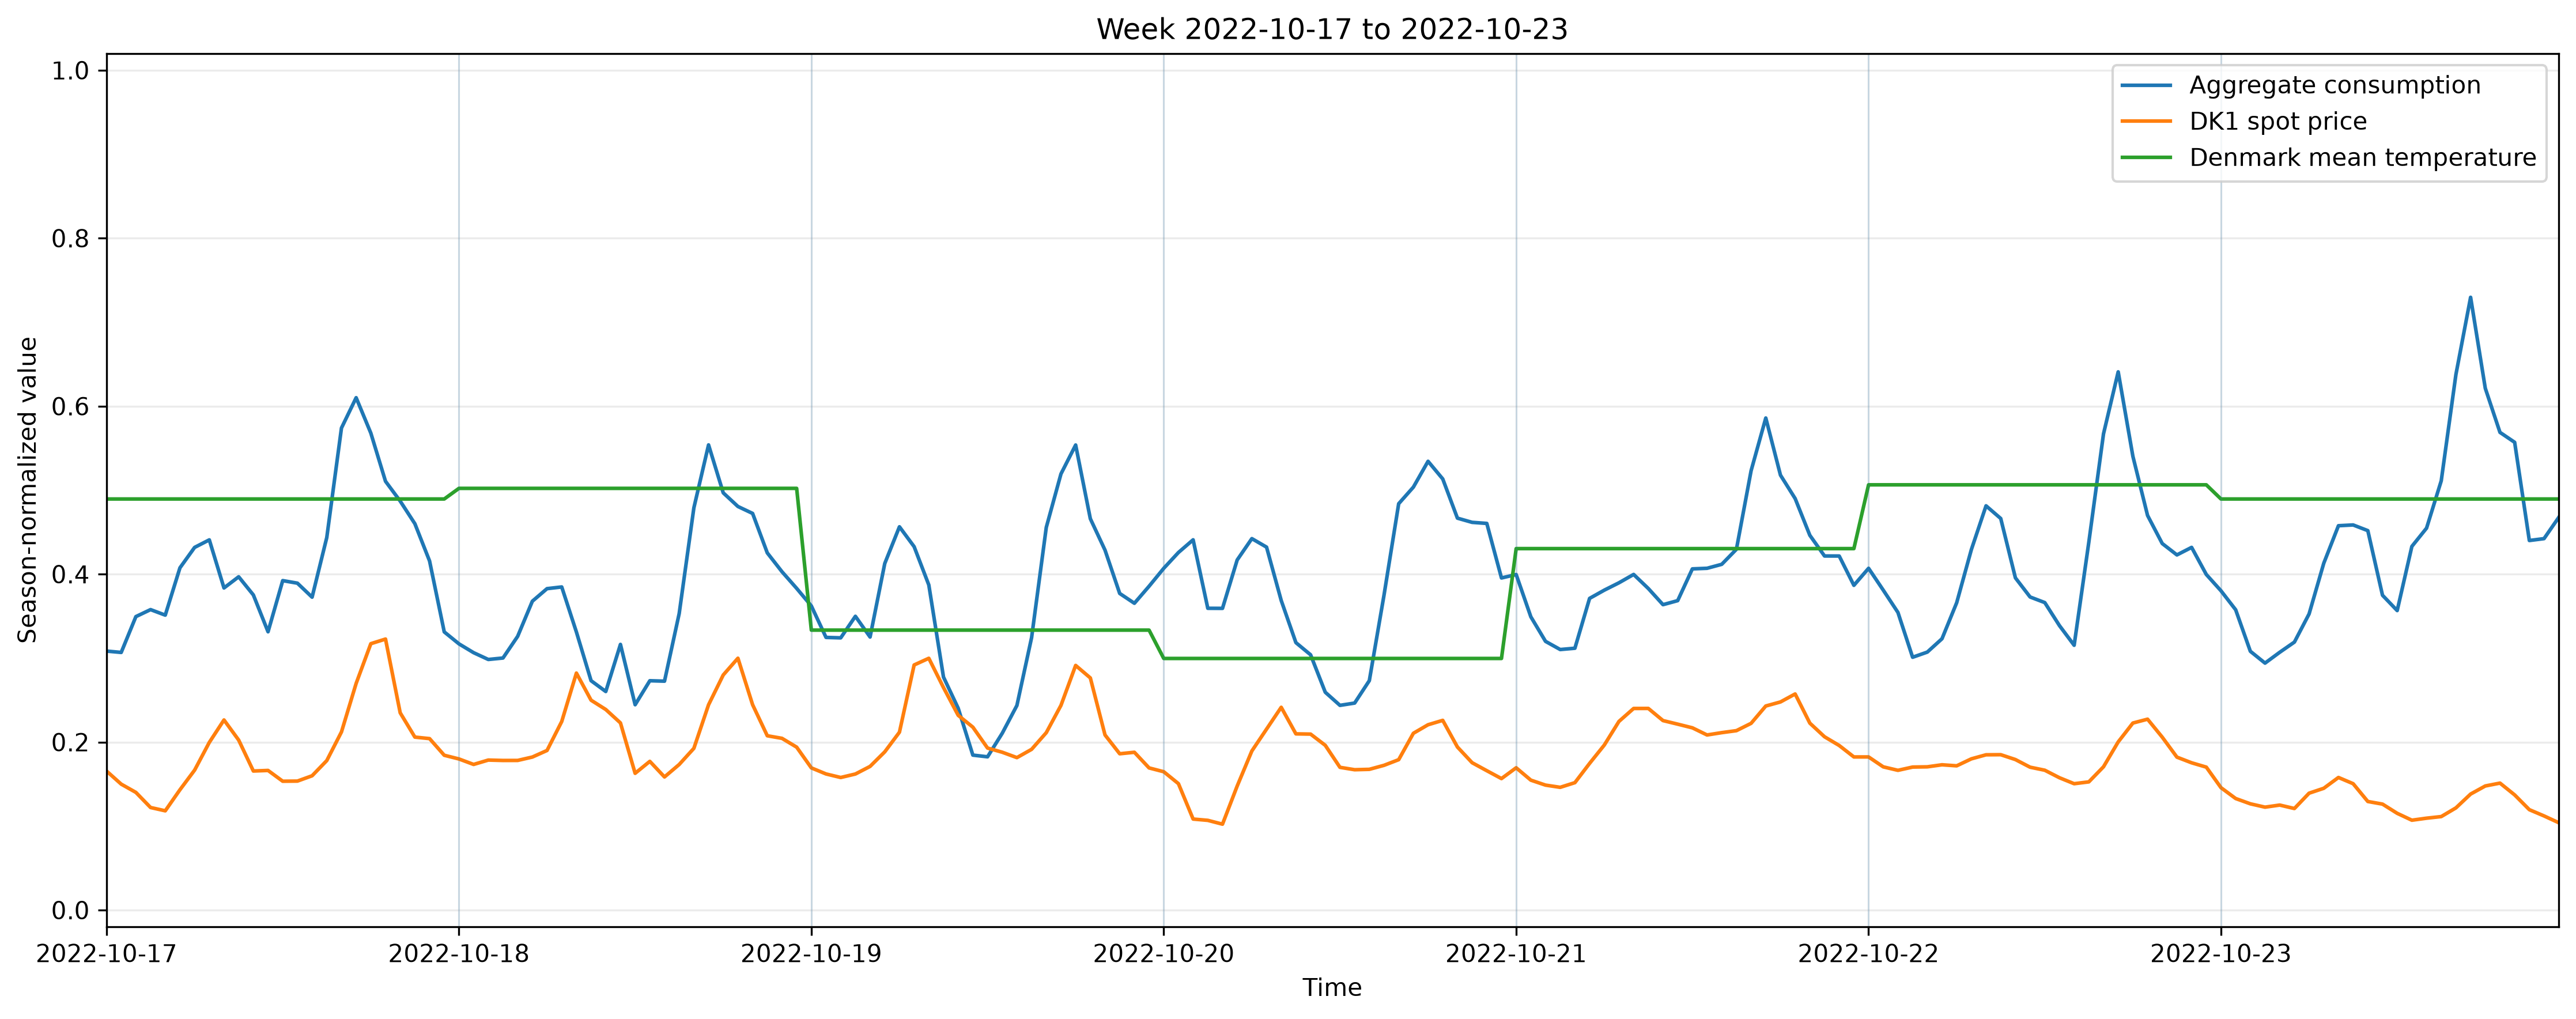 Week 2022-10-17 to 2022-10-23
1.0
0.8
0.6
0.4
0.2
0.0
Season-normalized value
Aggregate consumption
DK1 spot price
Denmark mean temperature
2022-10-17 2022-10-18 2022-10-19 2022-10-20 2022-10-21 2022-10-22 2022-10-23
Time